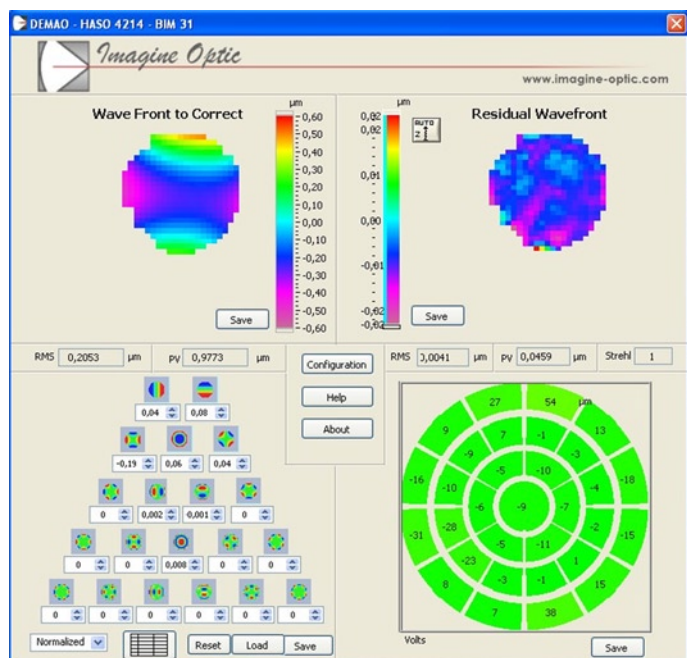 DEMAO - HASO 4214 - BIM 31
Imagine Optic
www.imagine-optic.com
Wave Front to Correct
µm
0,60
0,50
0,40
0,30
0,20
0,10
0,00
-0,10
-0,20
-0,30
-0,40
-0,50
-0,60
Save
µm
0,02
0,02
0,01
0,00
-0,01
-0,02
AUTO
Z
Residual Wavefront
Save
RMS 0,2053 µm pv 0,9773 µm
Configuration
Help
About
RMS 0,0041 µm pv 0,0459 µm Strehl 1
0,04 0,08
-0,19 0,06 0,04
0 0,002 -0,001 0
0 0 0,008 0 0
0 0 0 0 0 0
Normalized Reset Load Save
µm
27 54
9 7 -1 13
-9 -3
-16 -5 -10 -18
-10 -4
-6 -9 -7
-28 -2
-31 -5 -11 -15
-23 1
-3 -1
8 15
7 38
Volts
Save